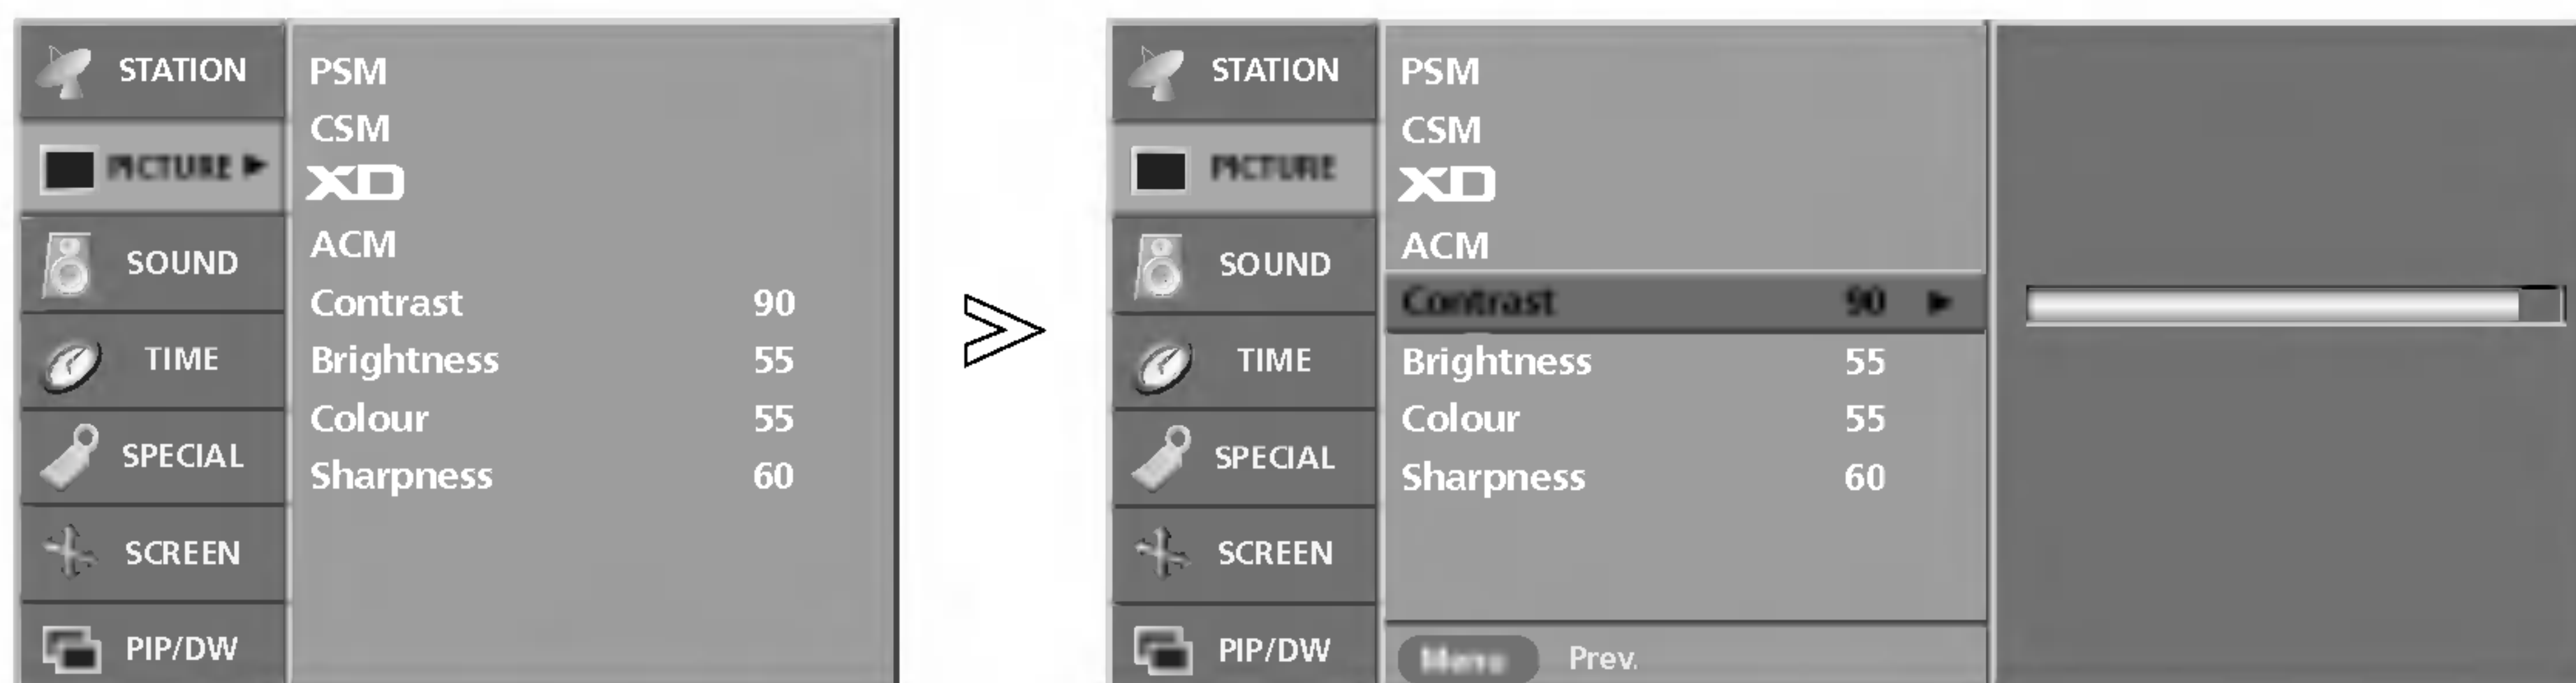 STATION
PICTURE ▶
SOUND
TIME
SPECIAL
SCREEN
PIP/DW
PSM
CSM
XD
ACM
Contrast 90
Brightness 55
Colour 55
Sharpness 60
STATION
PICTURE
SOUND
TIME
SPECIAL
SCREEN
PIP/DW
PSM
CSM
XD
ACM
Contrast 90 ▶
Brightness 55
Colour 55
Sharpness 60
Menu Prev.